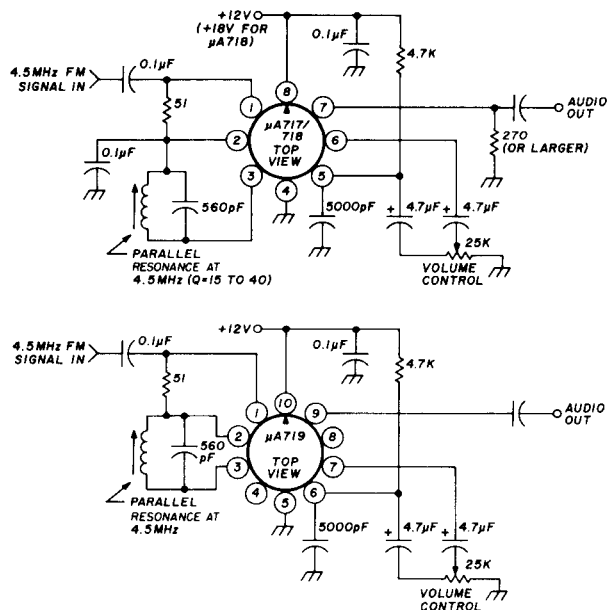 +12V
(+18V FOR
μA718)
0.1μF
4.7K
4.5MHz FM
SIGNAL IN
0.1μF
51
8
1
7
μA717/
718
TOP
VIEW
2
6
3
5
4
AUDIO
OUT
270
(OR LARGER)
0.1μF
560pF
5000pF
+
4.7μF
+
4.7μF
25K
VOLUME
CONTROL
PARALLEL
RESONANCE AT
4.5MHz (Q=15 TO 40)
+12V
0.1μF
4.7K
4.5MHz FM
SIGNAL IN
0.1μF
51
10
1
9
μA719
TOP
VIEW
2
8
3
7
4
6
5
AUDIO
OUT
560
pF
PARALLEL
RESONANCE AT
4.5MHz
5000pF
+
4.7μF
+
4.7μF
25K
VOLUME
CONTROL